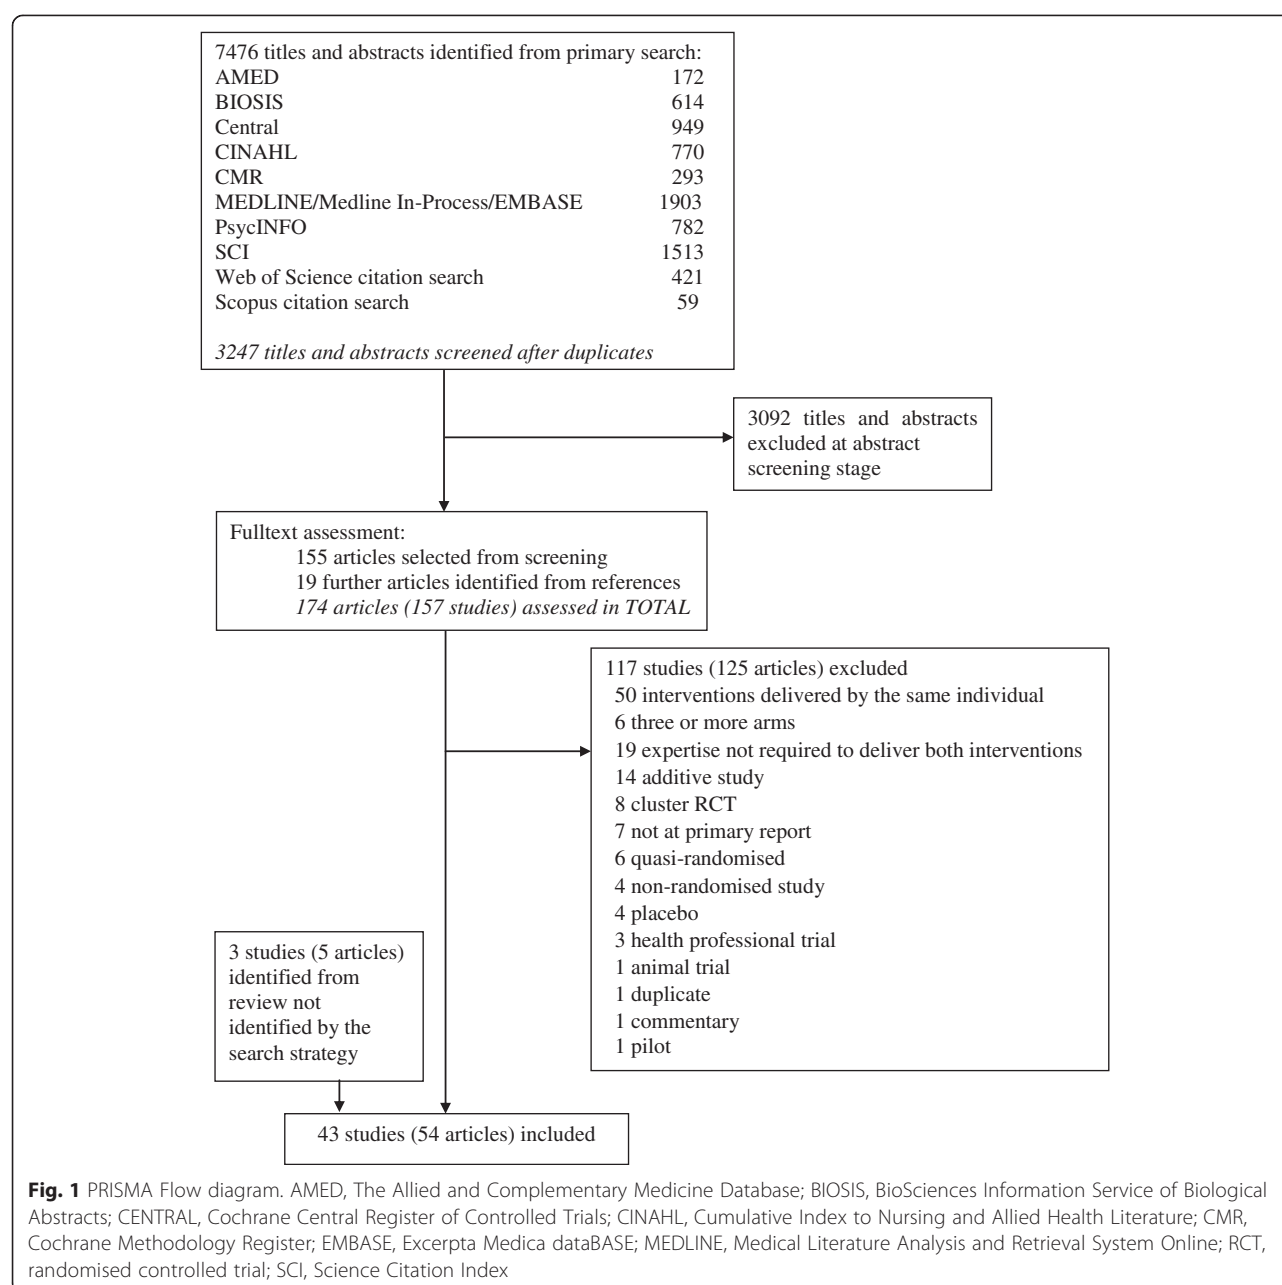 7476 titles and abstracts identified from primary search:
AMED 172
BIOSIS 614
Central 949
CINAHL 770
CMR 293
MEDLINE/Medline In-Process/EMBASE 1903
PsycINFO 782
SCI 1513
Web of Science citation search 421
Scopus citation search 59
3247 titles and abstracts screened after duplicates
3092 titles and abstracts
excluded at abstract
screening stage
Fulltext assessment:
155 articles selected from screening
19 further articles identified from references
174 articles (157 studies) assessed in TOTAL
117 studies (125 articles) excluded
50 interventions delivered by the same individual
6 three or more arms
19 expertise not required to deliver both interventions
14 additive study
8 cluster RCT
7 not at primary report
6 quasi-randomised
4 non-randomised study
4 placebo
3 health professional trial
1 animal trial
1 duplicate
1 commentary
1 pilot
3 studies (5 articles)
identified from
review not
identified by the
search strategy
43 studies (54 articles) included
Fig. 1 PRISMA Flow diagram. AMED, The Allied and Complementary Medicine Database; BIOSIS, BioSciences Information Service of Biological
Abstracts; CENTRAL, Cochrane Central Register of Controlled Trials; CINAHL, Cumulative Index to Nursing and Allied Health Literature; CMR,
Cochrane Methodology Register; EMBASE, Excerpta Medica dataBASE; MEDLINE, Medical Literature Analysis and Retrieval System Online; RCT,
randomised controlled trial; SCI, Science Citation Index